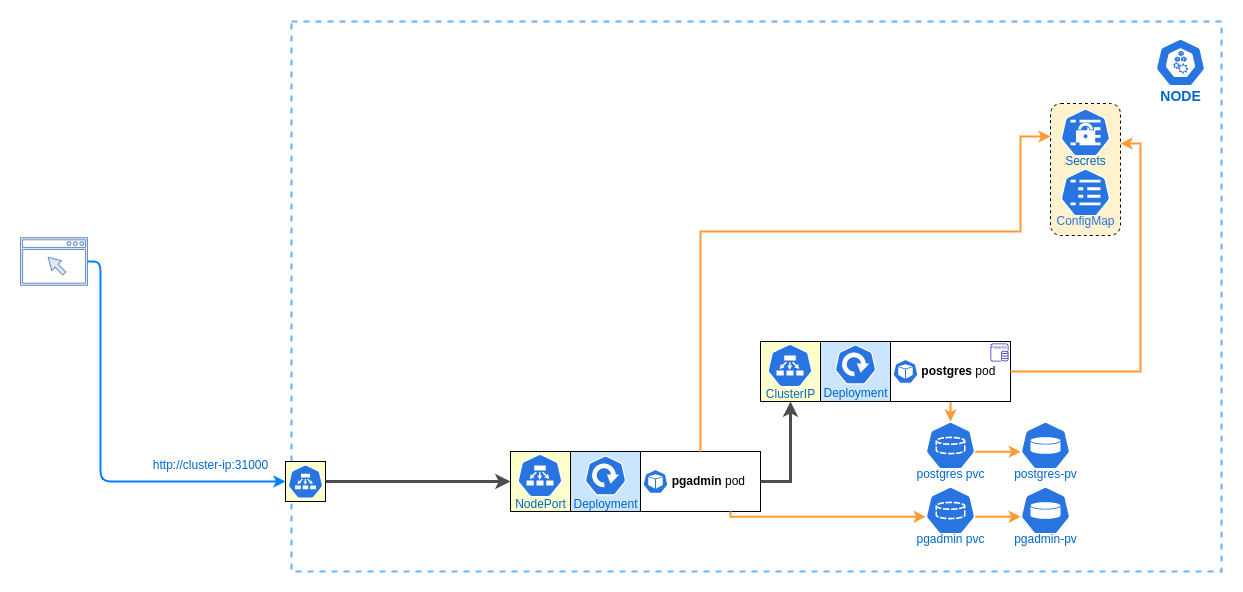 NODE
Secrets
ConfigMap
ClusterIP
Deployment
postgres pod
http://cluster-ip:31000
NodePort
Deployment
pgadmin pod
postgres pvc
postgres-pv
pgadmin pvc
pgadmin-pv